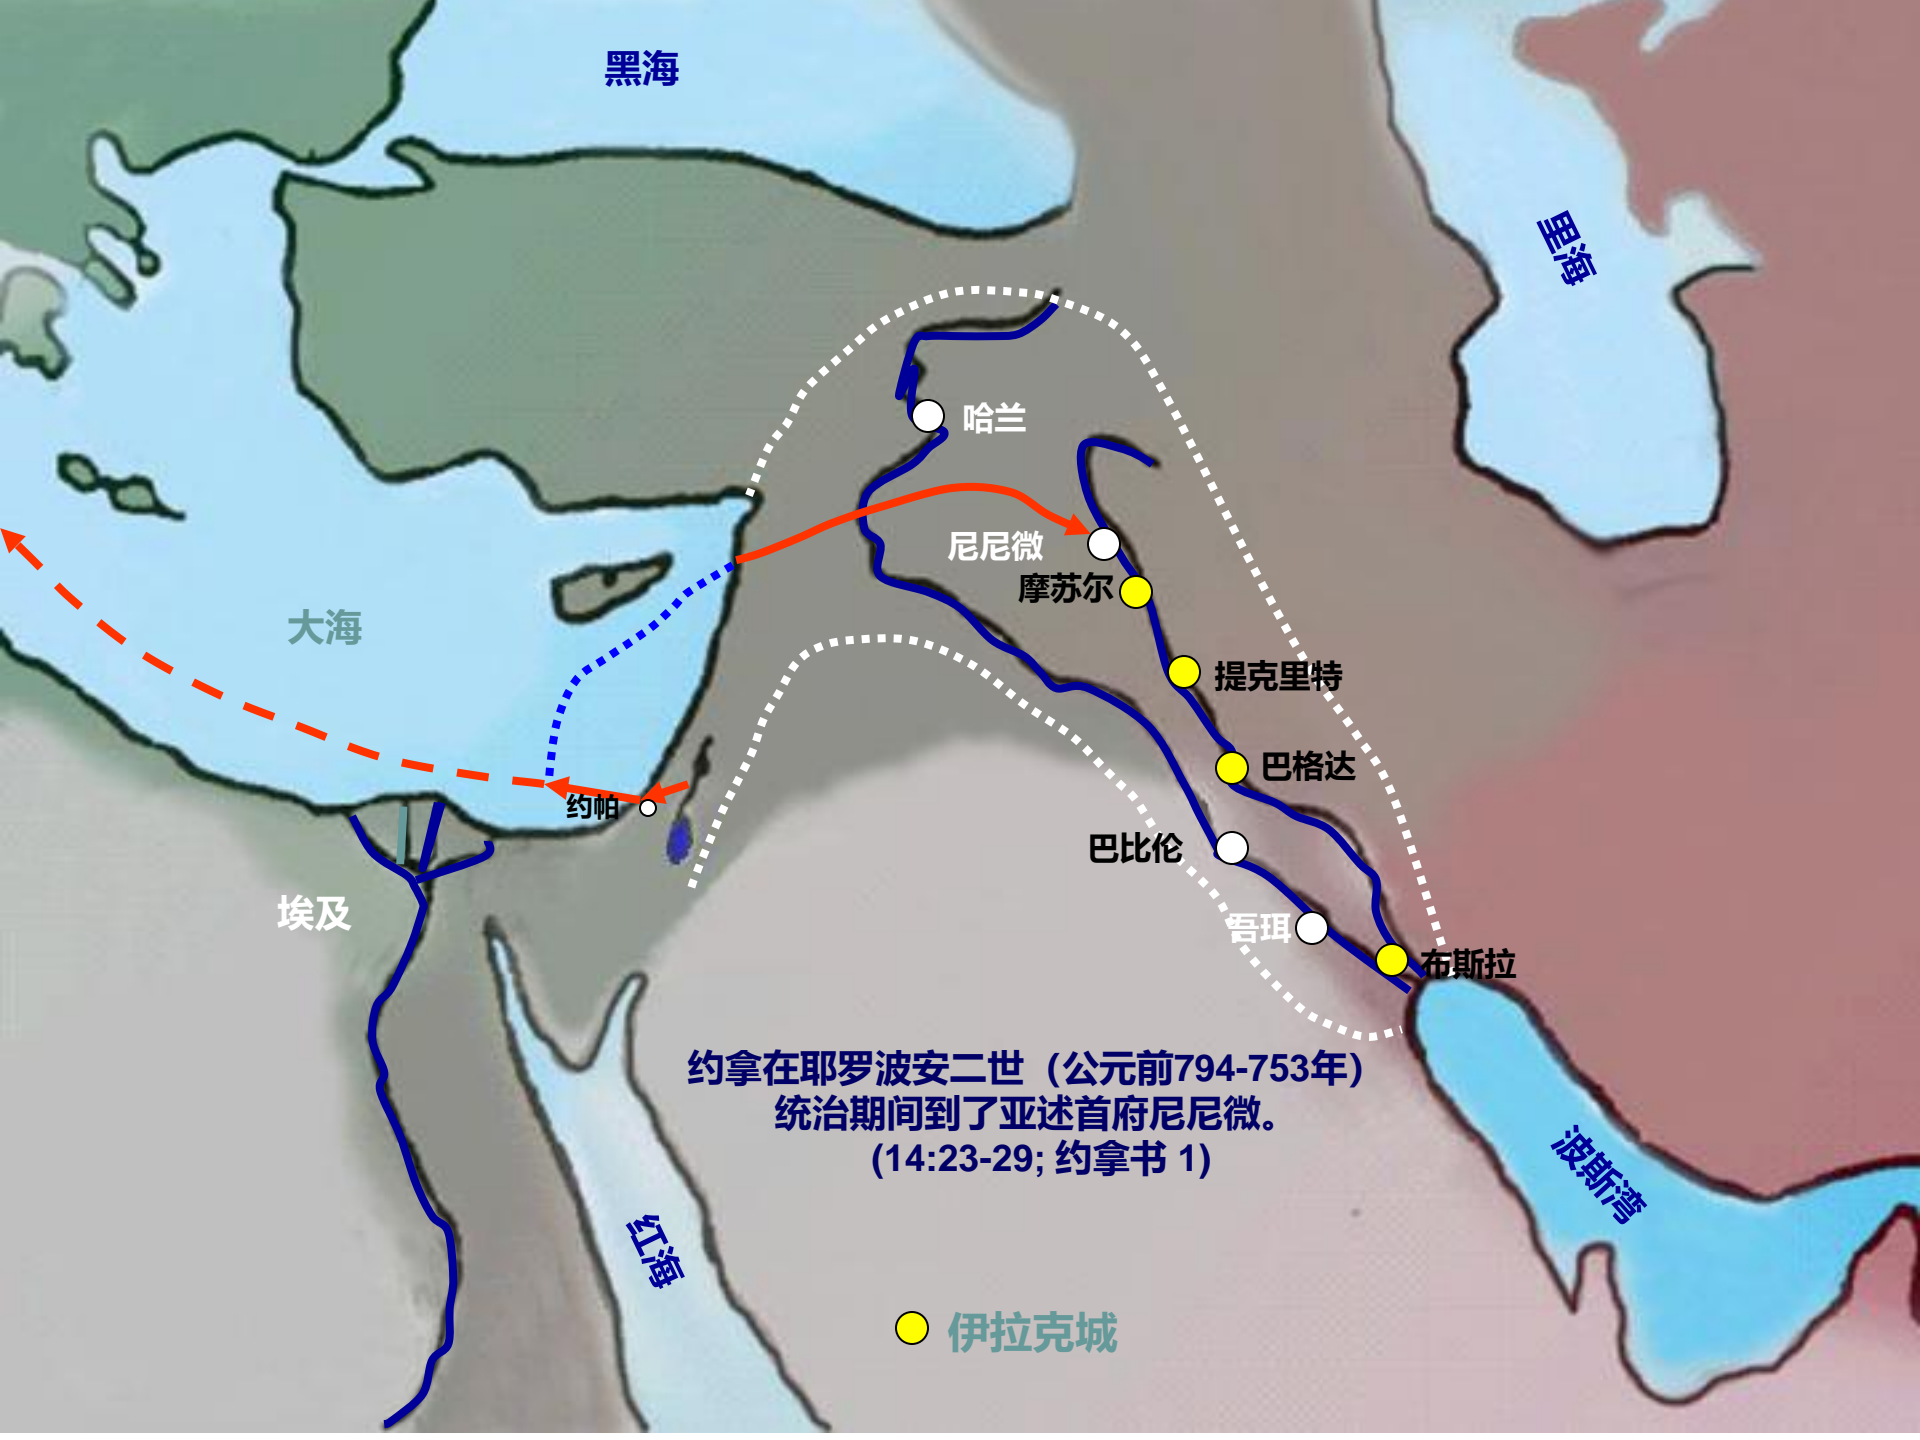 黑海
里海
哈兰
尼尼微
摩苏尔
大海
提克里特
巴格达
约帕
巴比伦
埃及
吾珥
布斯拉
约拿在耶罗波安二世（公元前794-753年）
统治期间到了亚述首府尼尼微。
(14:23-29; 约拿书 1)
波斯湾
红海
伊拉克城